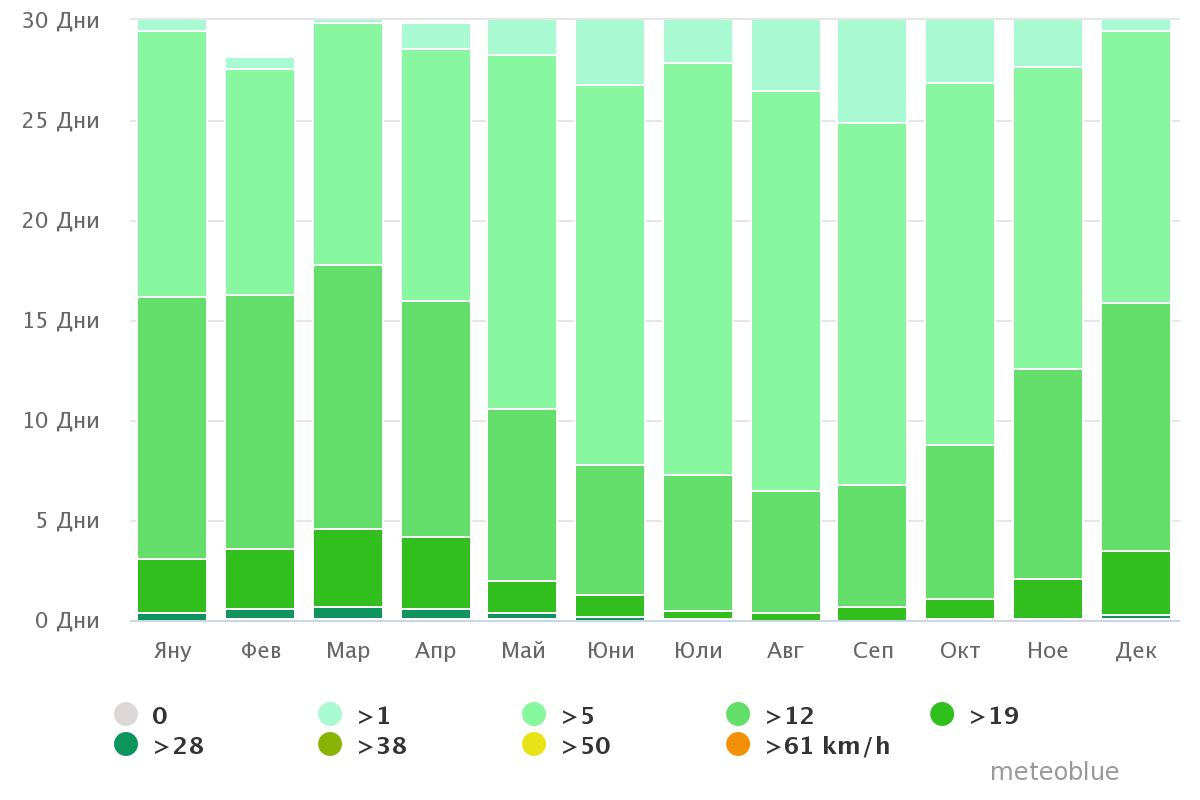 30 Дни
25 Дни
20 Дни
15 Дни
10 Дни
5 Дни
0 Дни
Яну Фев Мар Апр Май Юни Юли Авг Сеп Окт Ное Дек
0 >1 >5 >12 >19
>28 >38 >50 >61 km/h
meteoblue